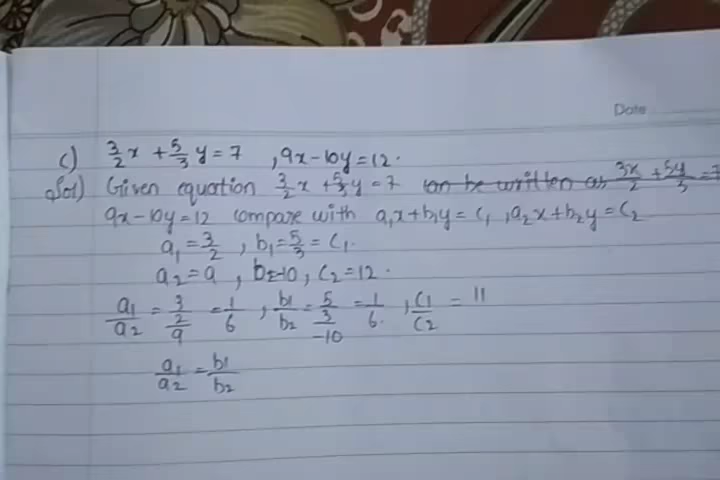 Date
c) 3/2 x + 5/3 y = 7 , 9x - 10y = 12.
Sol) Given equation 3/2 x + 5/3 y = 7 can be written as 3x/2 + 5y/3 = 7
9x - 10y = 12 compare with a₁x + b₁y = c₁ , a₂x + b₂y = c₂
a₁ = 3/2 , b₁ = 5/3 = c₁.
a₂ = 9 , b₂ -10 , c₂ = 12.
a₁/a₂ = 3/2/9 = 1/6 , b₁/b₂ = 5/3/-10 = 1/6. , c₁/c₂ = 11
a₁/a₂ = b₁/b₂